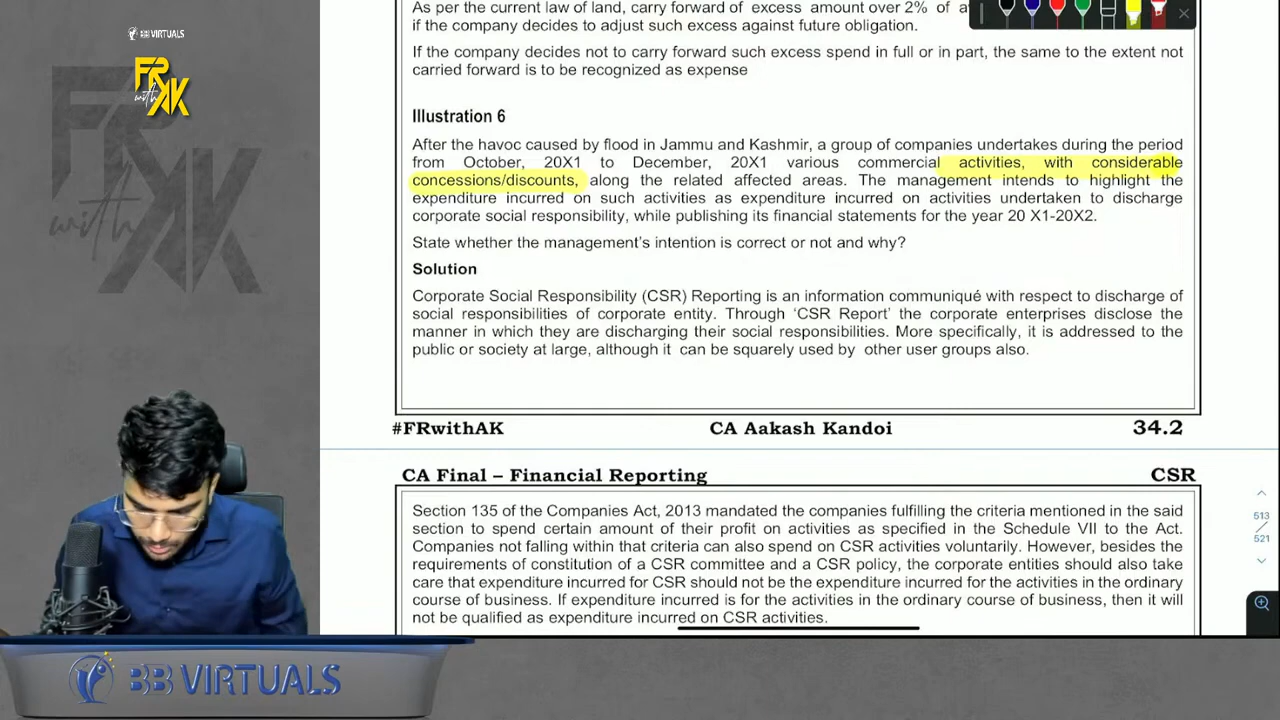 BB VIRTUALS
FR
with
AK
FR
with
AK
As per the current law of land, carry forward of excess amount over 2% of
if the company decides to adjust such excess against future obligation.
If the company decides not to carry forward such excess spend in full or in part, the same to the extent not
carried forward is to be recognized as expense
Illustration 6
After the havoc caused by flood in Jammu and Kashmir, a group of companies undertakes during the period
from October, 20X1 to December, 20X1 various commercial activities, with considerable
concessions/discounts, along the related affected areas. The management intends to highlight the
expenditure incurred on such activities as expenditure incurred on activities undertaken to discharge
corporate social responsibility, while publishing its financial statements for the year 20 X1-20X2.
State whether the management's intention is correct or not and why?
Solution
Corporate Social Responsibility (CSR) Reporting is an information communiqué with respect to discharge of
social responsibilities of corporate entity. Through 'CSR Report' the corporate enterprises disclose the
manner in which they are discharging their social responsibilities. More specifically, it is addressed to the
public or society at large, although it can be squarely used by other user groups also.
#FRwithAK CA Aakash Kandoi 34.2
CA Final – Financial Reporting CSR
Section 135 of the Companies Act, 2013 mandated the companies fulfilling the criteria mentioned in the said
section to spend certain amount of their profit on activities as specified in the Schedule VII to the Act.
Companies not falling within that criteria can also spend on CSR activities voluntarily. However, besides the
requirements of constitution of a CSR committee and a CSR policy, the corporate entities should also take
care that expenditure incurred for CSR should not be the expenditure incurred for the activities in the ordinary
course of business. If expenditure incurred is for the activities in the ordinary course of business, then it will
not be qualified as expenditure incurred on CSR activities.
513
521
BB VIRTUALS